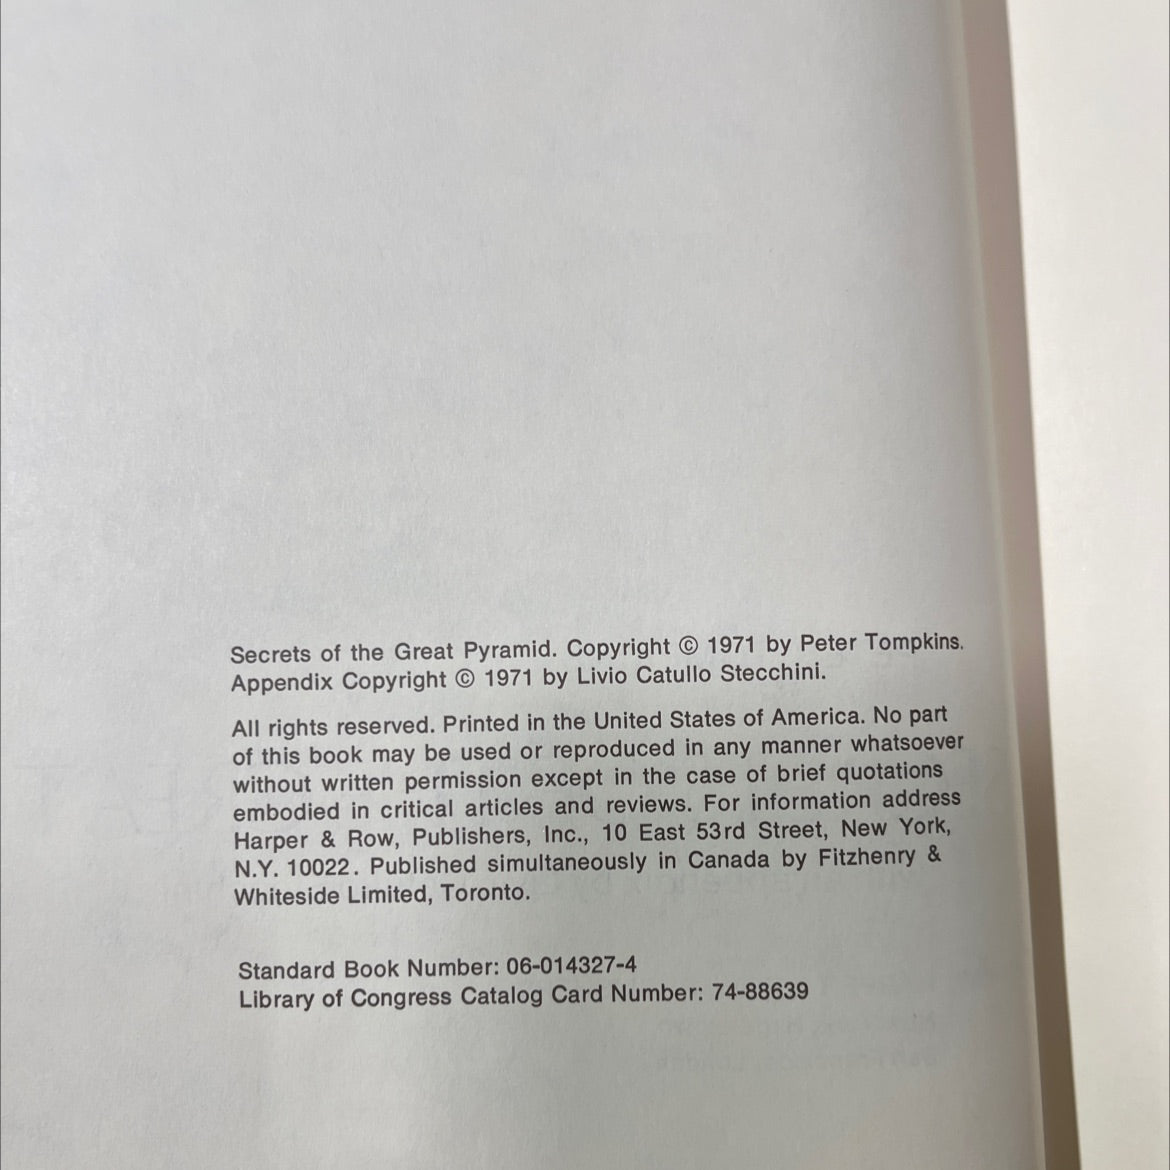 Secrets of the Great Pyramid. Copyright © 1971 by Peter Tompkins.
Appendix Copyright © 1971 by Livio Catullo Stecchini.
All rights reserved. Printed in the United States of America. No part
of this book may be used or reproduced in any manner whatsoever
without written permission except in the case of brief quotations
embodied in critical articles and reviews. For information address
Harper & Row, Publishers, Inc., 10 East 53rd Street, New York,
N.Y. 10022. Published simultaneously in Canada by Fitzhenry &
Whiteside Limited, Toronto.
Standard Book Number: 06-014327-4
Library of Congress Catalog Card Number: 74-88639